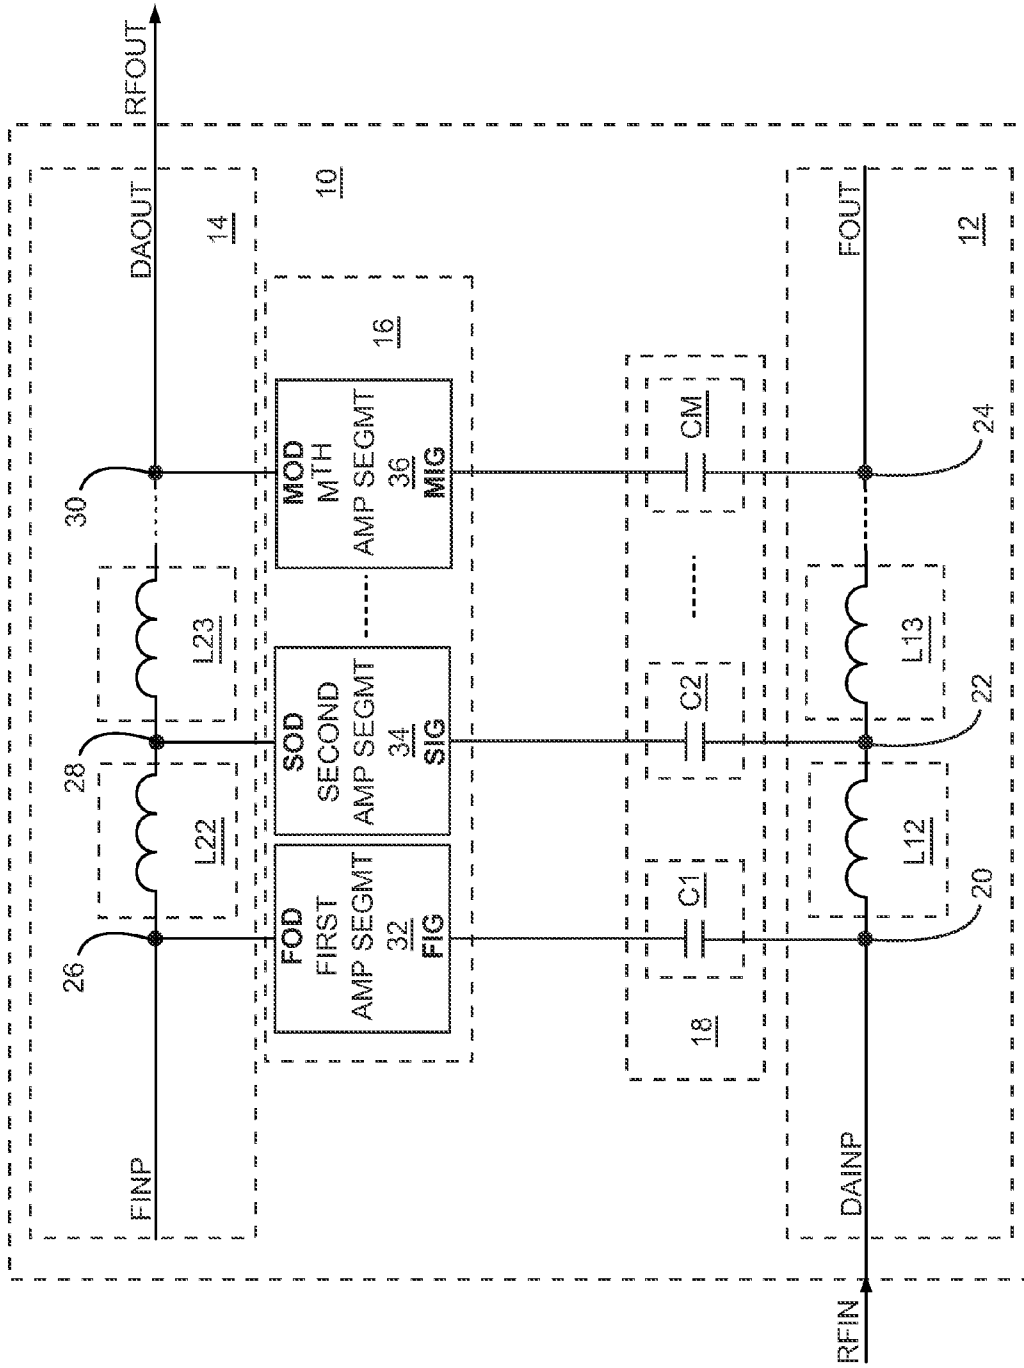 RFOUT
DAOUT
14
10
FINP
26
28
30
L22
L23
FOD
FIRST
AMP SEGMT
32
FIG
SOD
SECOND
AMP SEGMT
34
SIG
MOD
MTH
AMP SEGMT
36
MIG
16
18
C1
C2
CM
RFIN
DAINP
L12
L13
FOUT
12
20
22
24